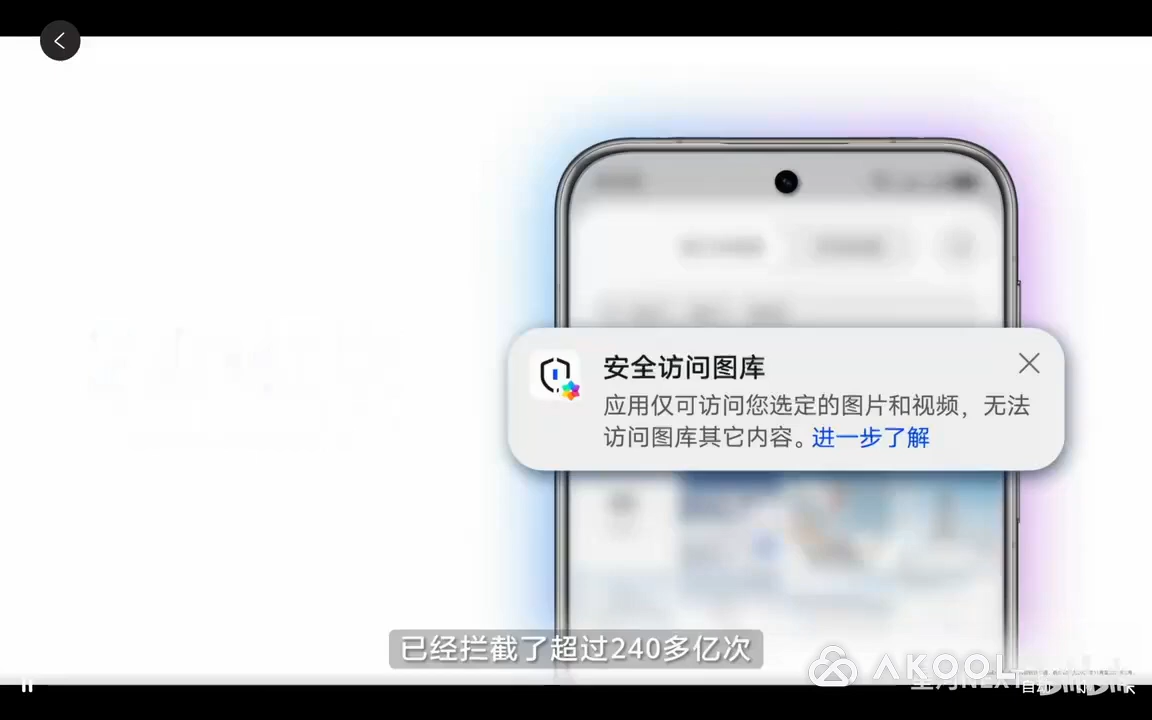 安全访问图库
应用仅可访问您选定的图片和视频，无法
访问图库其它内容。进一步了解
已经拦截了超过240多亿次
AKOOL
自动